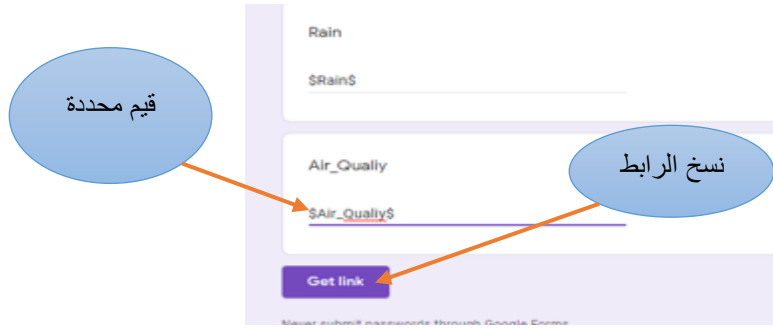 Rain
$Rain$
قيم محددة
Air_Qualiy
نسخ الرابط
$Air_Qualiy$
Get link
Never submit passwords through Google Forms.